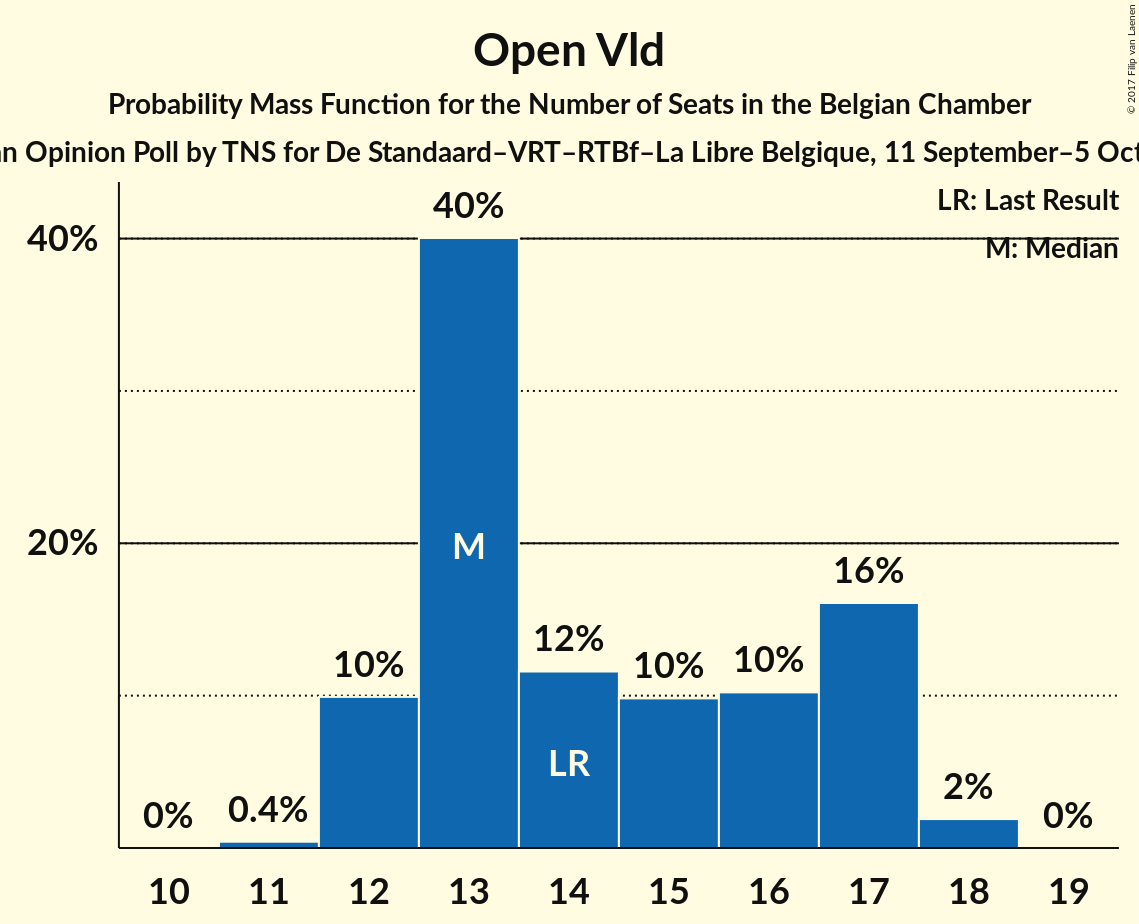 Open Vld
Probability Mass Function for the Number of Seats in the Belgian Chamber
Opinion Poll by TNS for De Standaard–VRT–RTBf–La Libre Belgique, 11 September–5
© 2017 Filip van Laenen
LR: Last Result
M: Median
40%
20%
0%
0.4%
10%
40%
12%
10%
10%
16%
2%
0%
M
LR
10 11 12 13 14 15 16 17 18 19